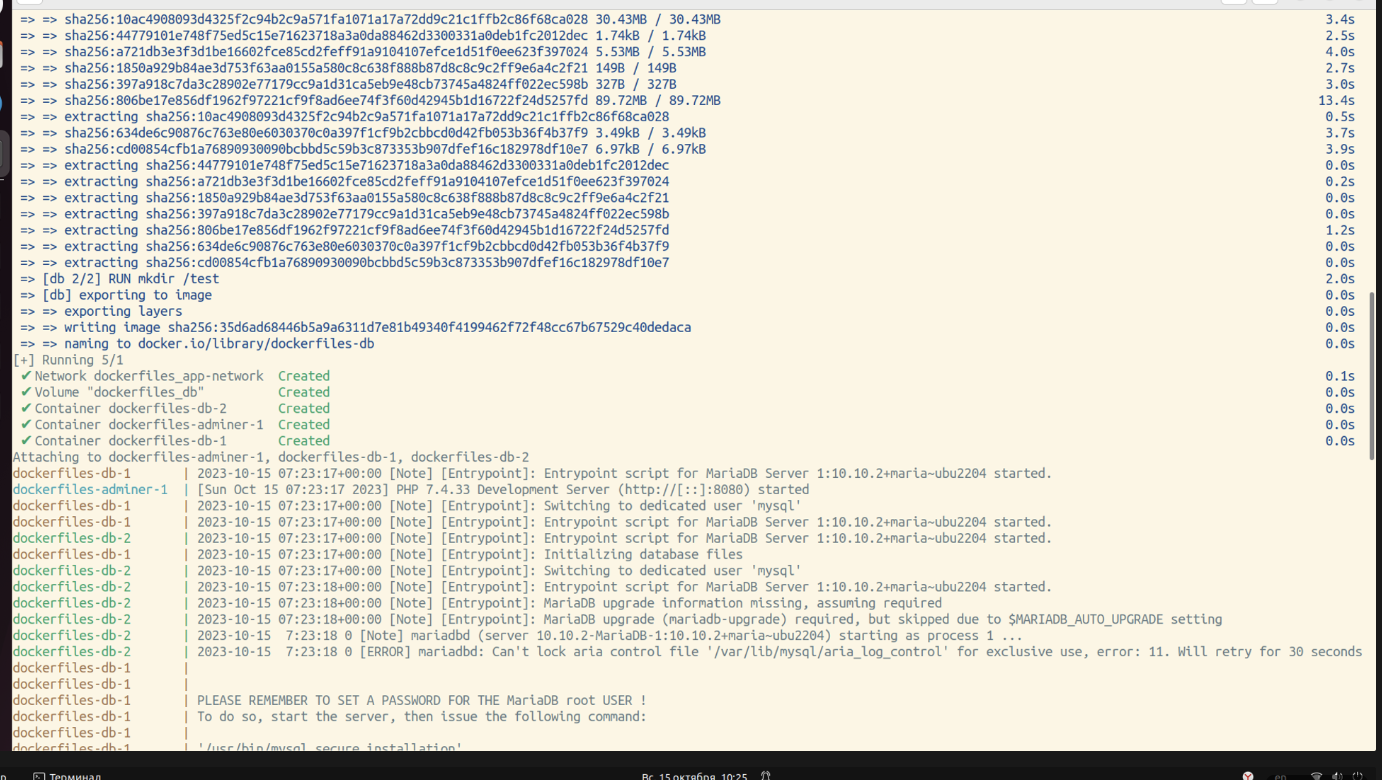 => => sha256:10ac4908093d4325f2c94b2c9a571fa1071a17a72dd9c21c1ffb2c86f68ca028 30.43MB / 30.43MB 3.4s
=> => sha256:44779101e748f75ed5c15e71623718a3a0da88462d3300331a0deb1fc2012dec 1.74kB / 1.74kB 2.5s
=> => sha256:a721db3e3f3d1be16602fce85cd2feff91a9104107efce1d51f0ee623f397024 5.53MB / 5.53MB 4.0s
=> => sha256:1850a929b84ae3d753f63aa0155a580c8c638f888b87d8c8c9c2ff9e6a4c2f21 149B / 149B 2.7s
=> => sha256:397a918c7da3c28902e77179cc9a1d31ca5eb9e48cb73745a4824ff022ec598b 327B / 327B 3.0s
=> => sha256:806be17e856df1962f97221cf9f8ad6ee74f3f60d42945b1d16722f24d5257fd 89.72MB / 89.72MB 13.4s
=> => extracting sha256:10ac4908093d4325f2c94b2c9a571fa1071a17a72dd9c21c1ffb2c86f68ca028 0.5s
=> => sha256:634de6c90876c763e80e6030370c0a397f1cf9b2cbbcd0d42fb053b36f4b37f9 3.49kB / 3.49kB 3.7s
=> => sha256:cd00854cfb1a76890930090bcbbd5c59b3c873353b907dfef16c182978df10e7 6.97kB / 6.97kB 3.9s
=> => extracting sha256:44779101e748f75ed5c15e71623718a3a0da88462d3300331a0deb1fc2012dec 0.0s
=> => extracting sha256:a721db3e3f3d1be16602fce85cd2feff91a9104107efce1d51f0ee623f397024 0.2s
=> => extracting sha256:1850a929b84ae3d753f63aa0155a580c8c638f888b87d8c8c9c2ff9e6a4c2f21 0.0s
=> => extracting sha256:397a918c7da3c28902e77179cc9a1d31ca5eb9e48cb73745a4824ff022ec598b 0.0s
=> => extracting sha256:806be17e856df1962f97221cf9f8ad6ee74f3f60d42945b1d16722f24d5257fd 1.2s
=> => extracting sha256:634de6c90876c763e80e6030370c0a397f1cf9b2cbbcd0d42fb053b36f4b37f9 0.0s
=> => extracting sha256:cd00854cfb1a76890930090bcbbd5c59b3c873353b907dfef16c182978df10e7 0.0s
=> [db 2/2] RUN mkdir /test 2.0s
=> [db] exporting to image 0.0s
=> => exporting layers 0.0s
=> => writing image sha256:35d6ad68446b5a9a6311d7e81b49340f4199462f72f48cc67b67529c40dedaca 0.0s
=> => naming to docker.io/library/dockerfiles-db 0.0s
[+] Running 5/1
✔ Network dockerfiles_app-network Created 0.1s
✔ Volume "dockerfiles_db" Created 0.0s
✔ Container dockerfiles-db-2 Created 0.0s
✔ Container dockerfiles-adminer-1 Created 0.0s
✔ Container dockerfiles-db-1 Created 0.0s
Attaching to dockerfiles-adminer-1, dockerfiles-db-1, dockerfiles-db-2
dockerfiles-db-1 | 2023-10-15 07:23:17+00:00 [Note] [Entrypoint]: Entrypoint script for MariaDB Server 1:10.10.2+maria~ubu2204 started.
dockerfiles-adminer-1 | [Sun Oct 15 07:23:17 2023] PHP 7.4.33 Development Server (http://[::]:8080) started
dockerfiles-db-1 | 2023-10-15 07:23:17+00:00 [Note] [Entrypoint]: Switching to dedicated user 'mysql'
dockerfiles-db-1 | 2023-10-15 07:23:17+00:00 [Note] [Entrypoint]: Entrypoint script for MariaDB Server 1:10.10.2+maria~ubu2204 started.
dockerfiles-db-2 | 2023-10-15 07:23:17+00:00 [Note] [Entrypoint]: Entrypoint script for MariaDB Server 1:10.10.2+maria~ubu2204 started.
dockerfiles-db-1 | 2023-10-15 07:23:17+00:00 [Note] [Entrypoint]: Initializing database files
dockerfiles-db-2 | 2023-10-15 07:23:17+00:00 [Note] [Entrypoint]: Switching to dedicated user 'mysql'
dockerfiles-db-2 | 2023-10-15 07:23:18+00:00 [Note] [Entrypoint]: Entrypoint script for MariaDB Server 1:10.10.2+maria~ubu2204 started.
dockerfiles-db-2 | 2023-10-15 07:23:18+00:00 [Note] [Entrypoint]: MariaDB upgrade information missing, assuming required
dockerfiles-db-2 | 2023-10-15 07:23:18+00:00 [Note] [Entrypoint]: MariaDB upgrade (mariadb-upgrade) required, but skipped due to $MARIADB_AUTO_UPGRADE setting
dockerfiles-db-2 | 2023-10-15 7:23:18 0 [Note] mariadbd (server 10.10.2-MariaDB-1:10.10.2+maria~ubu2204) starting as process 1 ...
dockerfiles-db-2 | 2023-10-15 7:23:18 0 [ERROR] mariadbd: Can't lock aria control file '/var/lib/mysql/aria_log_control' for exclusive use, error: 11. Will retry for 30 seconds
dockerfiles-db-1 |
dockerfiles-db-1 |
dockerfiles-db-1 | PLEASE REMEMBER TO SET A PASSWORD FOR THE MariaDB root USER !
dockerfiles-db-1 | To do so, start the server, then issue the following command:
dockerfiles-db-1 |
dockerfiles-db-1 | '/usr/bin/mysql_secure_installation'
Терминал Вс, 15 октября, 10:25 en